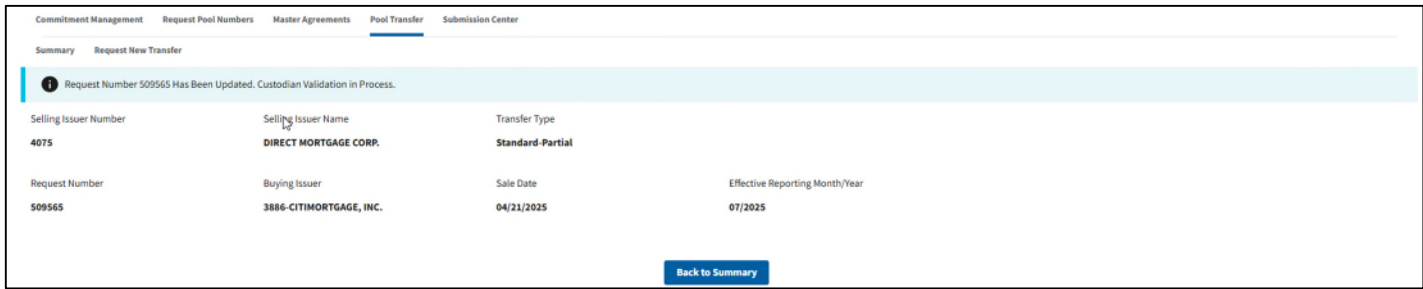 Commitment Management Request Pool Numbers Master Agreements Pool Transfer Submission Center
Summary Request New Transfer
Request Number 509565 Has Been Updated. Custodian Validation in Process.
Selling Issuer Number Selling Issuer Name Transfer Type
4075 DIRECT MORTGAGE CORP. Standard-Partial
Request Number Buying Issuer Sale Date Effective Reporting Month/Year
509565 3886-CITIMORTGAGE, INC. 04/21/2025 07/2025
Back to Summary